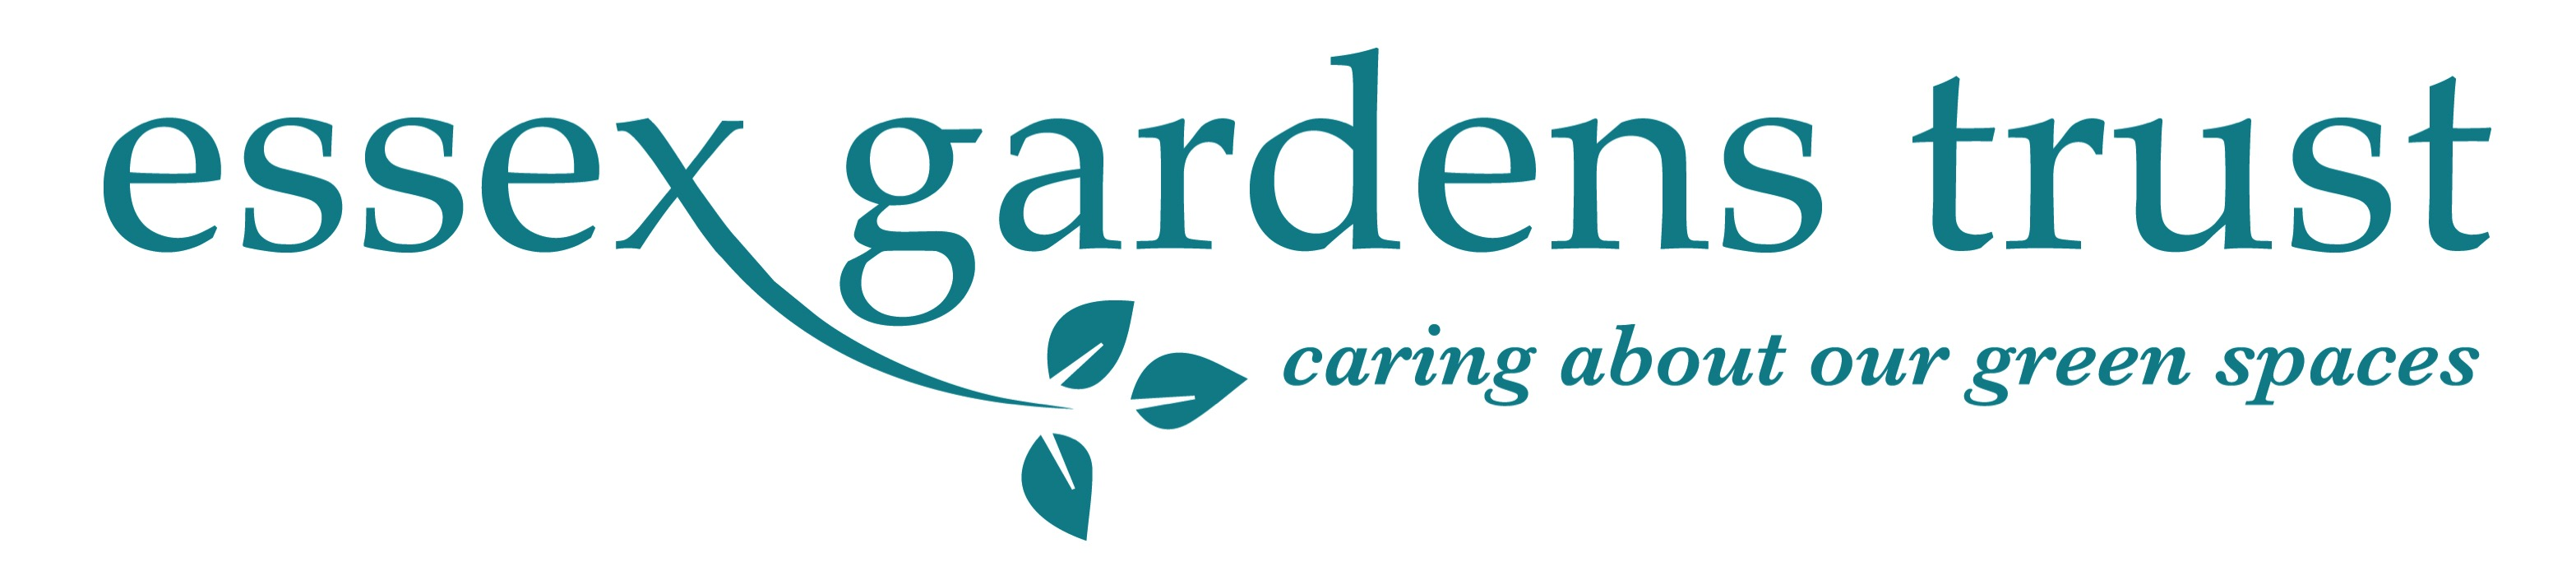 essex gardens trust
caring about our green spaces